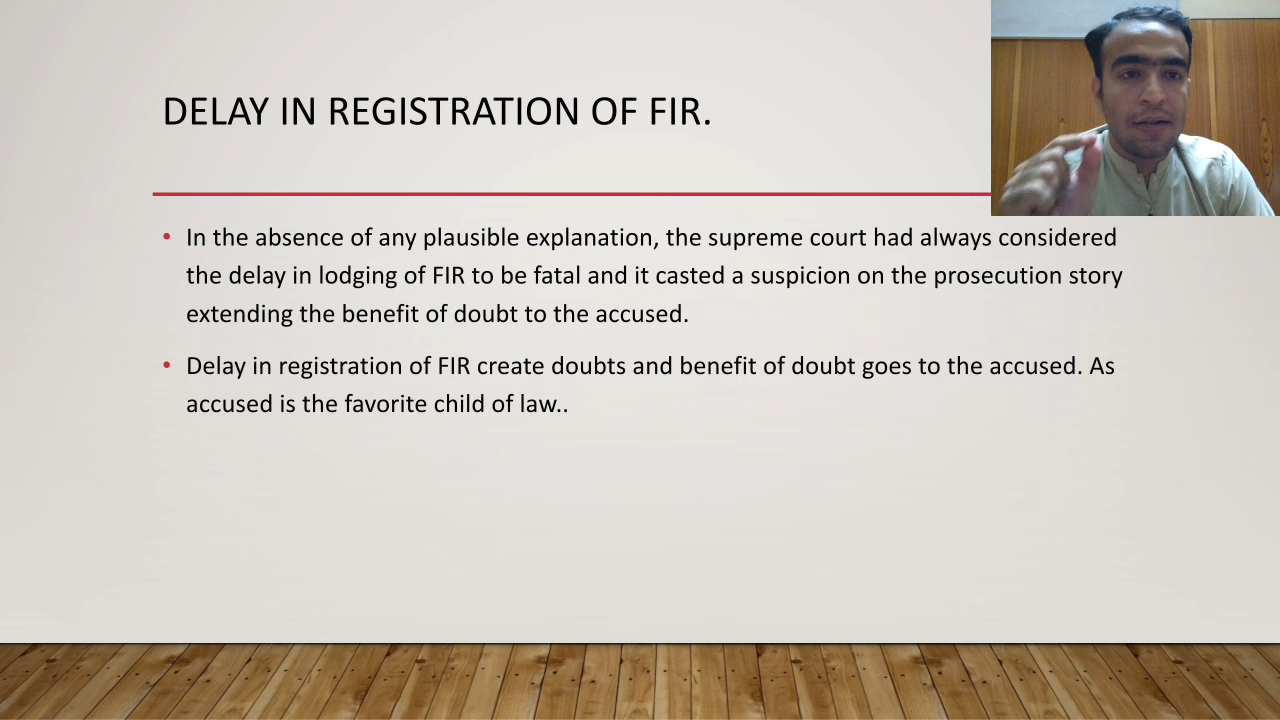 DELAY IN REGISTRATION OF FIR.
• In the absence of any plausible explanation, the supreme court had always considered
the delay in lodging of FIR to be fatal and it casted a suspicion on the prosecution story
extending the benefit of doubt to the accused.
• Delay in registration of FIR create doubts and benefit of doubt goes to the accused. As
accused is the favorite child of law..